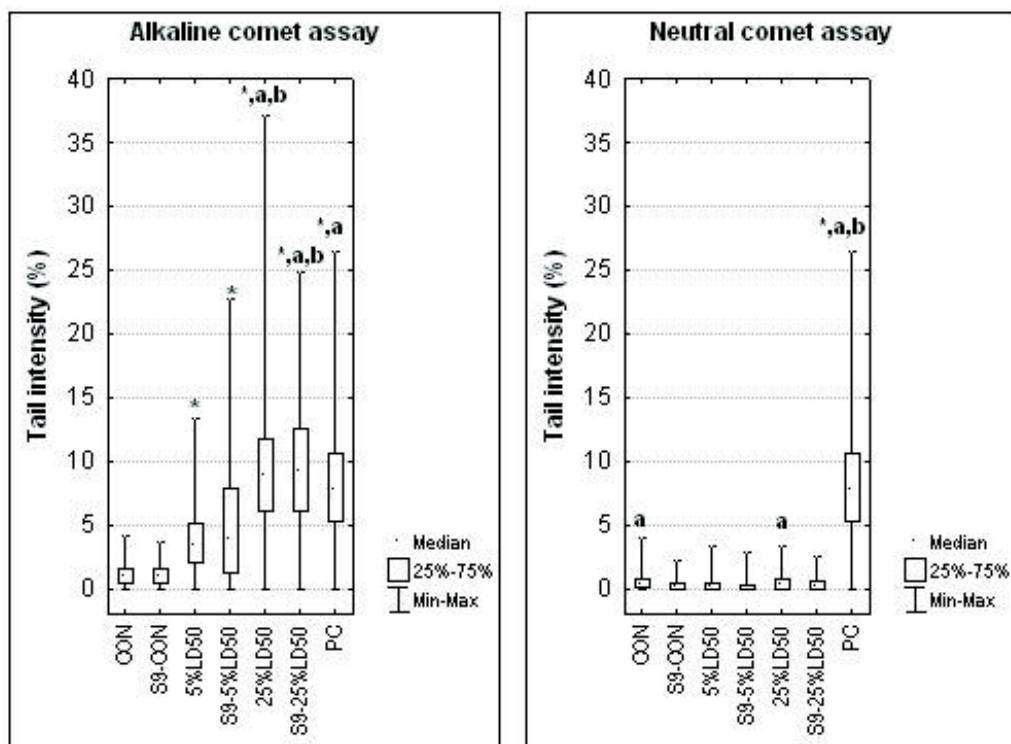 Alkaline comet assay
Tail intensity (%)
40
35
30
25
20
15
10
5
0
*
*
*,a,b
*,a,b
*,a
CON
S9-CON
5%LD50
S9-5%LD50
25%LD50
S9-25%LD50
PC
Median
25%-75%
Min-Max
Neutral comet assay
Tail intensity (%)
40
35
30
25
20
15
10
5
0
a
a
*,a,b
CON
S9-CON
5%LD50
S9-5%LD50
25%LD50
S9-25%LD50
PC
Median
25%-75%
Min-Max